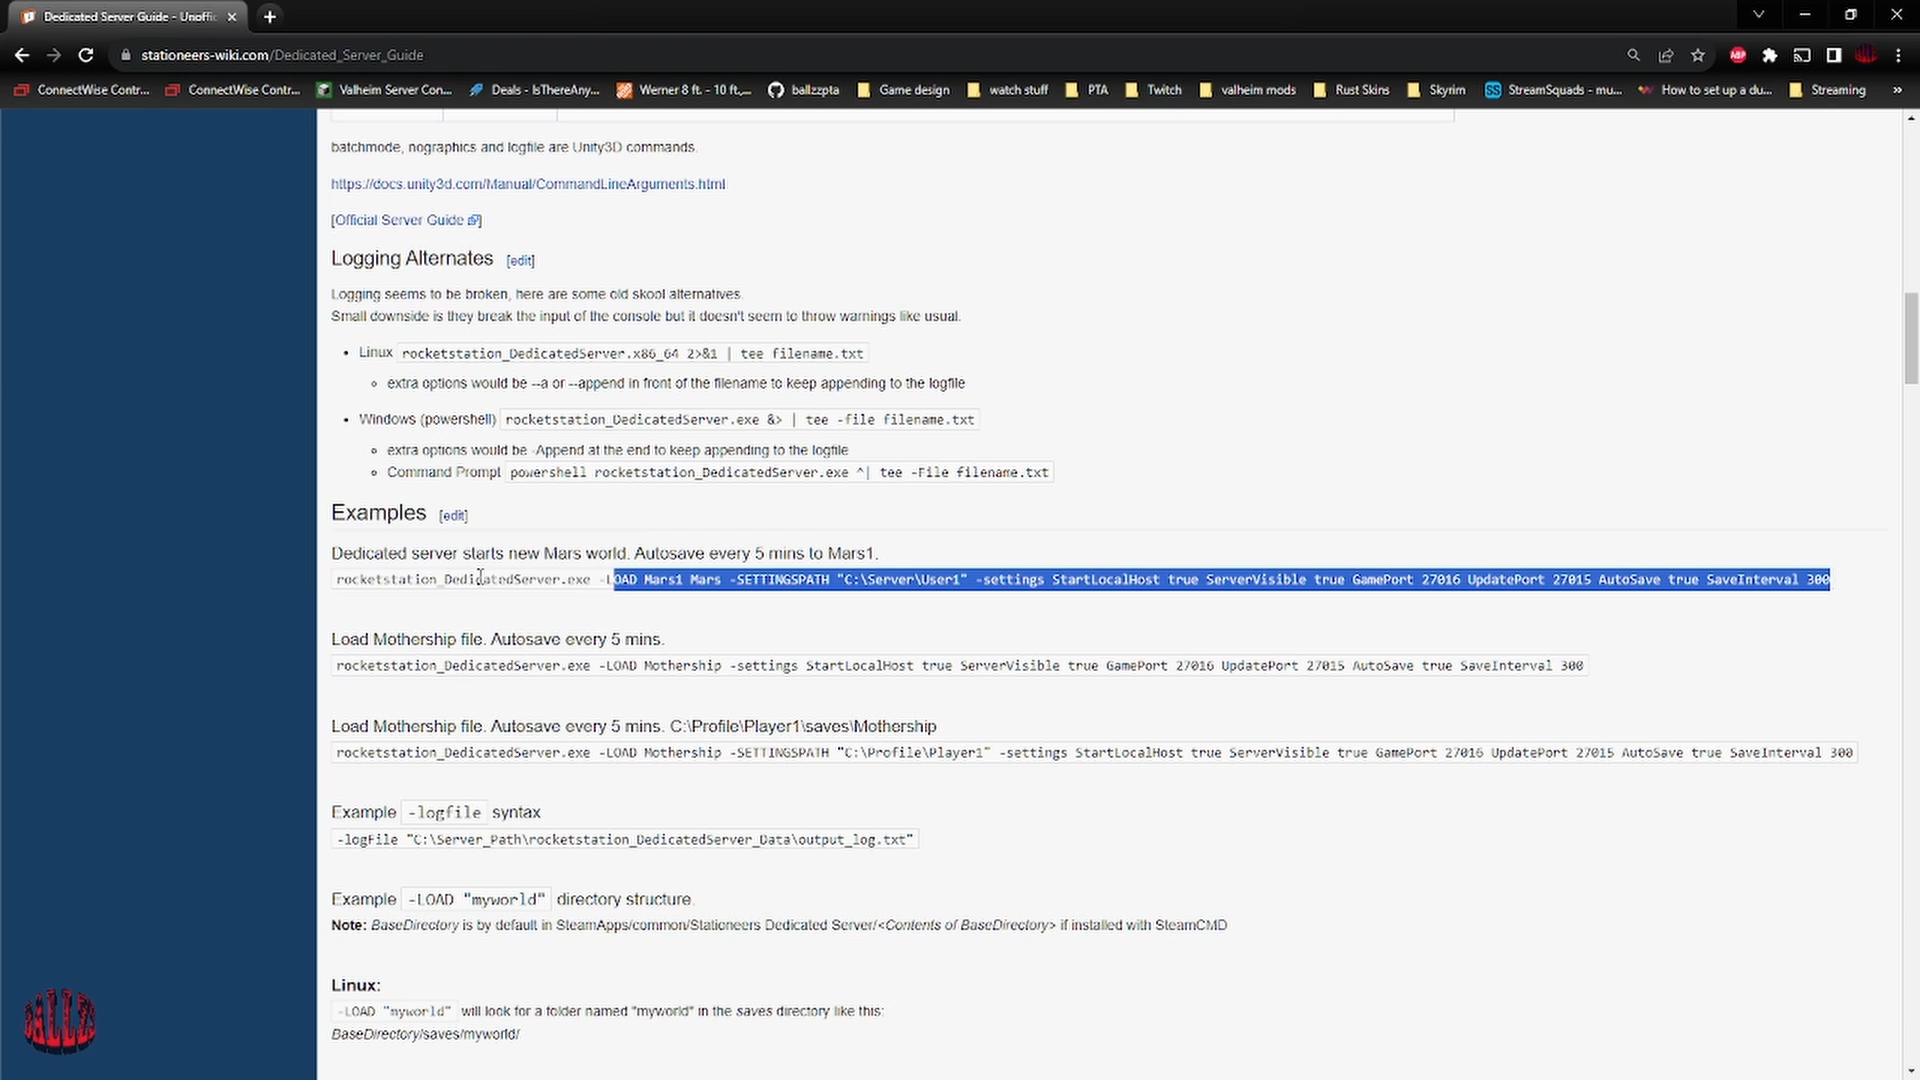 Dedicated Server Guide - Unoffic
stationeers-wiki.com/Dedicated_Server_Guide
ABP
ConnectWise Contr... ConnectWise Contr... Valheim Server Con... Deals - IsThereAny... Werner 8 ft. - 10 ft.,... ballzzpta Game design watch stuff PTA Twitch valheim mods Rust Skins Skyrim SS StreamSquads - mu... How to set up a du... Streaming »
batchmode, nographics and logfile are Unity3D commands.
https://docs.unity3d.com/Manual/CommandLineArguments.html
[Official Server Guide]
Logging Alternates [edit]
Logging seems to be broken, here are some old skool alternatives.
Small downside is they break the input of the console but it doesn't seem to throw warnings like usual.
• Linux rocketstation_DedicatedServer.x86_64 2>&1 | tee filename.txt
◦ extra options would be --a or --append in front of the filename to keep appending to the logfile
• Windows (powershell) rocketstation_DedicatedServer.exe &> | tee -file filename.txt
◦ extra options would be -Append at the end to keep appending to the logfile
◦ Command Prompt powershell rocketstation_DedicatedServer.exe ^| tee -File filename.txt
Examples [edit]
Dedicated server starts new Mars world. Autosave every 5 mins to Mars1.
rocketstation_DedicatedServer.exe -LOAD Mars1 Mars -SETTINGSPATH "C:\Server\User1" -settings StartLocalHost true ServerVisible true GamePort 27016 UpdatePort 27015 AutoSave true SaveInterval 300
Load Mothership file. Autosave every 5 mins.
rocketstation_DedicatedServer.exe -LOAD Mothership -settings StartLocalHost true ServerVisible true GamePort 27016 UpdatePort 27015 AutoSave true SaveInterval 300
Load Mothership file. Autosave every 5 mins. C:\Profile\Player1\saves\Mothership
rocketstation_DedicatedServer.exe -LOAD Mothership -SETTINGSPATH "C:\Profile\Player1" -settings StartLocalHost true ServerVisible true GamePort 27016 UpdatePort 27015 AutoSave true SaveInterval 300
Example -logfile syntax
-logFile "C:\Server_Path\rocketstation_DedicatedServer_Data\output_log.txt"
Example -LOAD "myworld" directory structure.
Note: BaseDirectory is by default in SteamApps/common/Stationeers Dedicated Server/<Contents of BaseDirectory> if installed with SteamCMD
Linux:
-LOAD "myworld" will look for a folder named "myworld" in the saves directory like this:
BaseDirectory/saves/myworld/